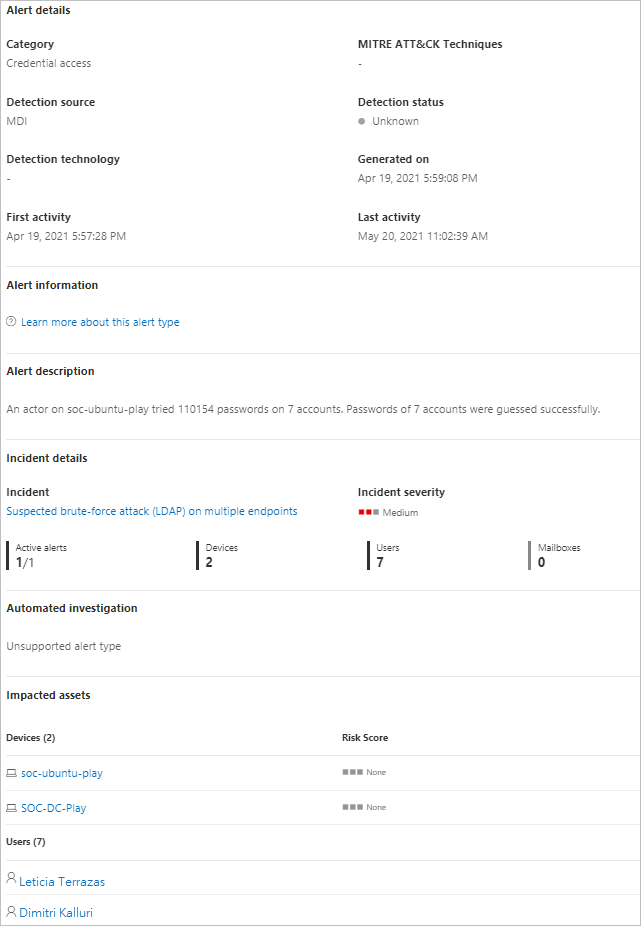 Alert details
Category
MITRE ATT&CK Techniques
Credential access
-
Detection source
Detection status
MDI
Unknown
Detection technology
Generated on
-
Apr 19, 2021 5:59:08 PM
First activity
Last activity
Apr 19, 2021 5:57:28 PM
May 20, 2021 11:02:39 AM
Alert information
Learn more about this alert type
Alert description
An actor on soc-ubuntu-play tried 110154 passwords on 7 accounts. Passwords of 7 accounts were guessed successfully.
Incident details
Incident
Incident severity
Suspected brute-force attack (LDAP) on multiple endpoints
Medium
Active alerts
1/1
Devices
2
Users
7
Mailboxes
0
Automated investigation
Unsupported alert type
Impacted assets
Devices (2)
Risk Score
soc-ubuntu-play
None
SOC-DC-Play
None
Users (7)
Leticia Terrazas
Dimitri Kalluri